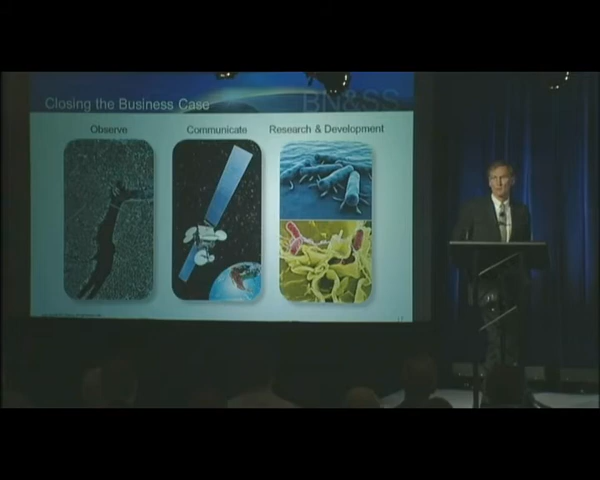 Closing the Business Case
BN&SS
Observe
Communicate
Research & Development